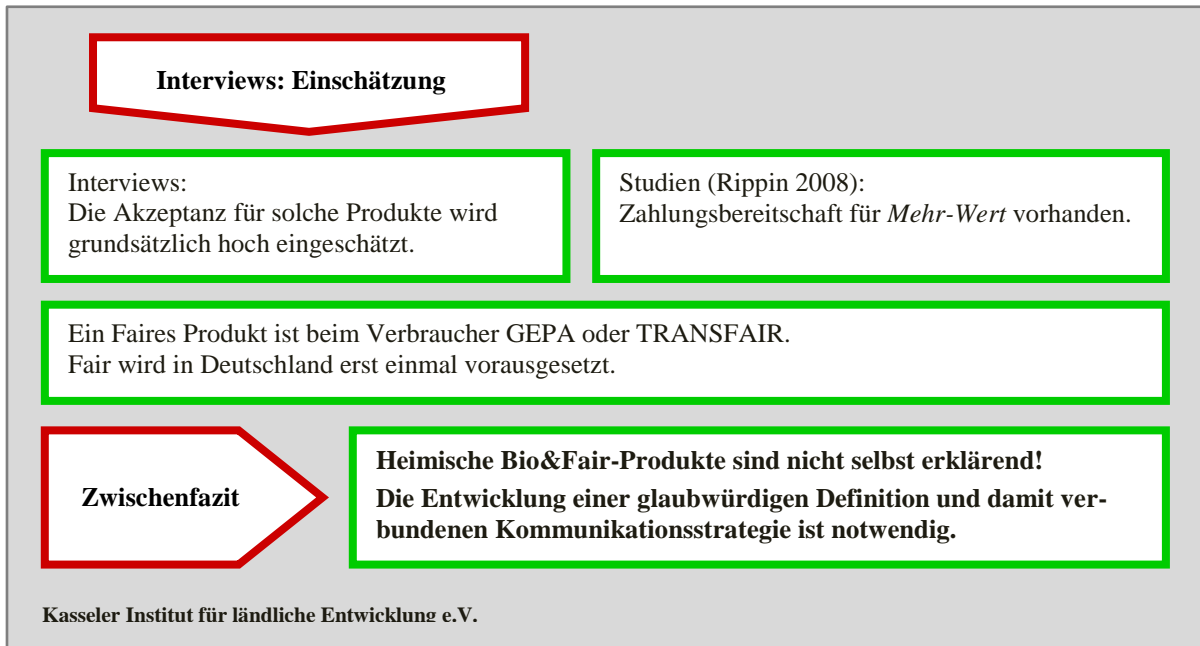 Interviews: Einschätzung
Interviews:
Die Akzeptanz für solche Produkte wird
grundsätzlich hoch eingeschätzt.
Studien (Rippin 2008):
Zahlungsbereitschaft für Mehr-Wert vorhanden.
Ein Faires Produkt ist beim Verbraucher GEPA oder TRANSFAIR.
Fair wird in Deutschland erst einmal vorausgesetzt.
Zwischenfazit
Heimische Bio&Fair-Produkte sind nicht selbst erklärend!
Die Entwicklung einer glaubwürdigen Definition und damit ver-
bundenen Kommunikationsstrategie ist notwendig.
Kasseler Institut für ländliche Entwicklung e.V.